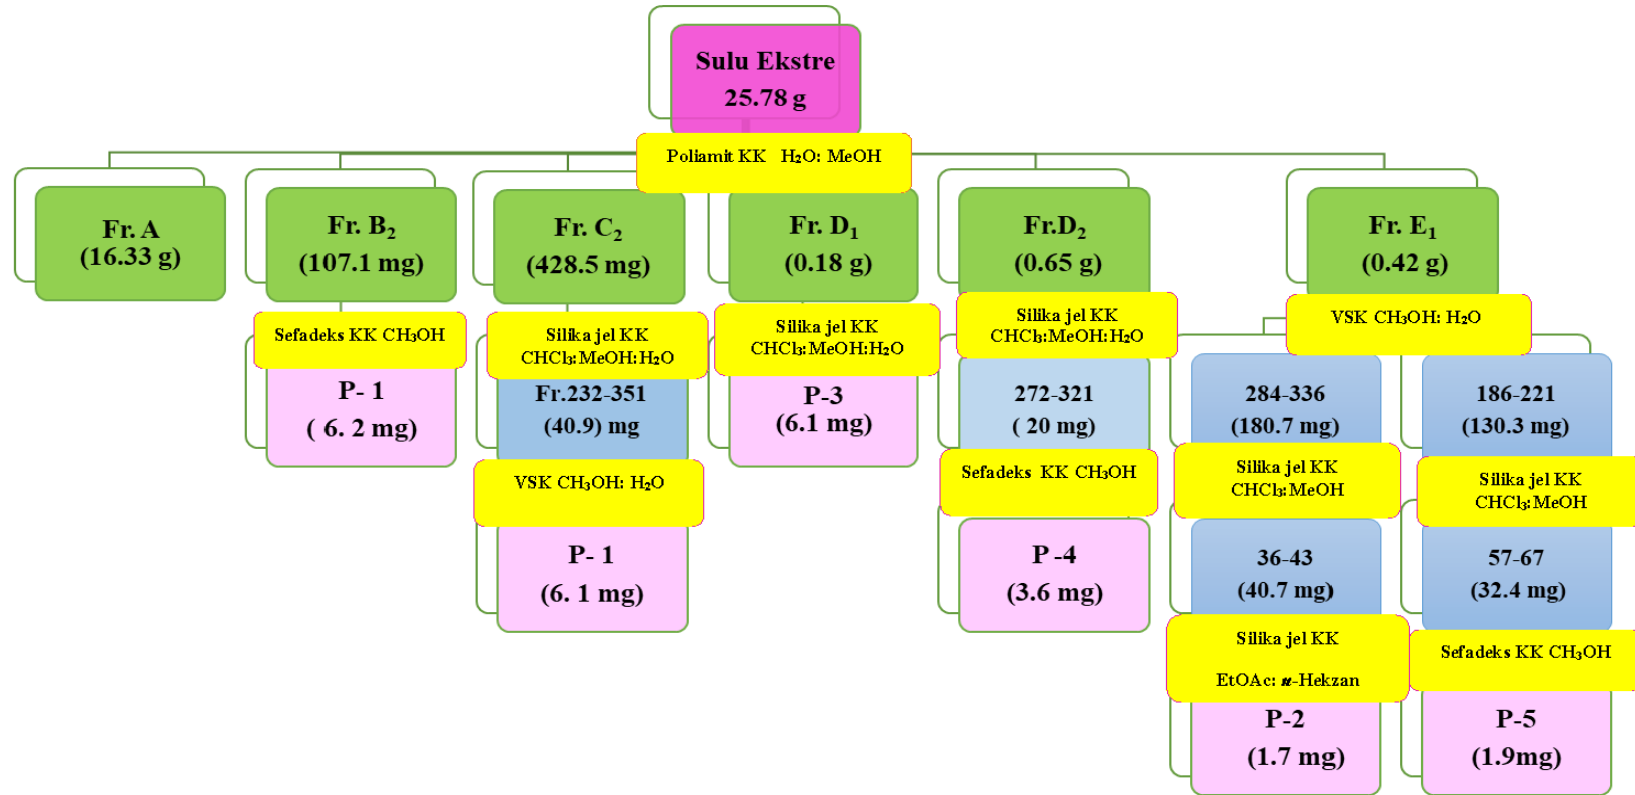 Sulu Ekstre
25.78 g
Poliamit KK H₂O: MeOH
Fr. A
(16.33 g)
Fr. B₂
(107.1 mg)
Fr. C₂
(428.5 mg)
Fr. D₁
(0.18 g)
Fr.D₂
(0.65 g)
Fr. E₁
(0.42 g)
Sefadeks KK CH₃OH
Silika jel KK
CHCl₃:MeOH:H₂O
Silika jel KK
CHCl₃:MeOH:H₂O
Silika jel KK
CHCl₃:MeOH:H₂O
VSK CH₃OH: H₂O
P- 1
( 6. 2 mg)
Fr.232-351
(40.9) mg
P-3
(6.1 mg)
272-321
( 20 mg)
284-336
(180.7 mg)
186-221
(130.3 mg)
VSK CH₃OH: H₂O
Sefadeks KK CH₃OH
Silika jel KK
CHCl₃:MeOH
Silika jel KK
CHCl₃:MeOH
P- 1
(6. 1 mg)
P -4
(3.6 mg)
36-43
(40.7 mg)
57-67
(32.4 mg)
Silika jel KK
EtOAc: n-Hekzan
Sefadeks KK CH₃OH
P-2
(1.7 mg)
P-5
(1.9mg)